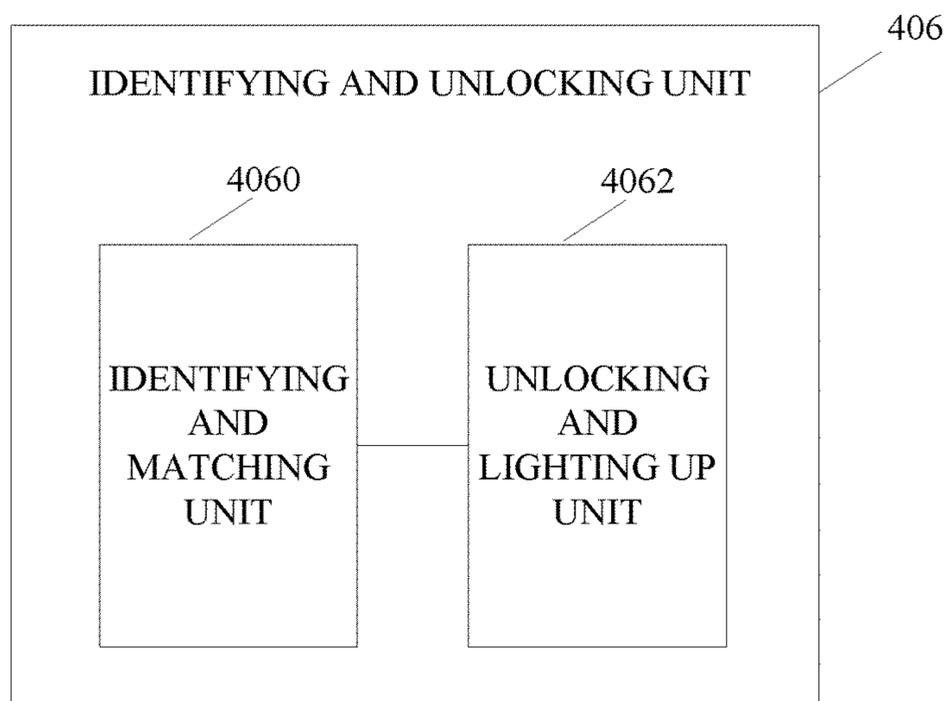 406
IDENTIFYING AND UNLOCKING UNIT
4060
4062
IDENTIFYING
AND
MATCHING
UNIT
UNLOCKING
AND
LIGHTING UP
UNIT